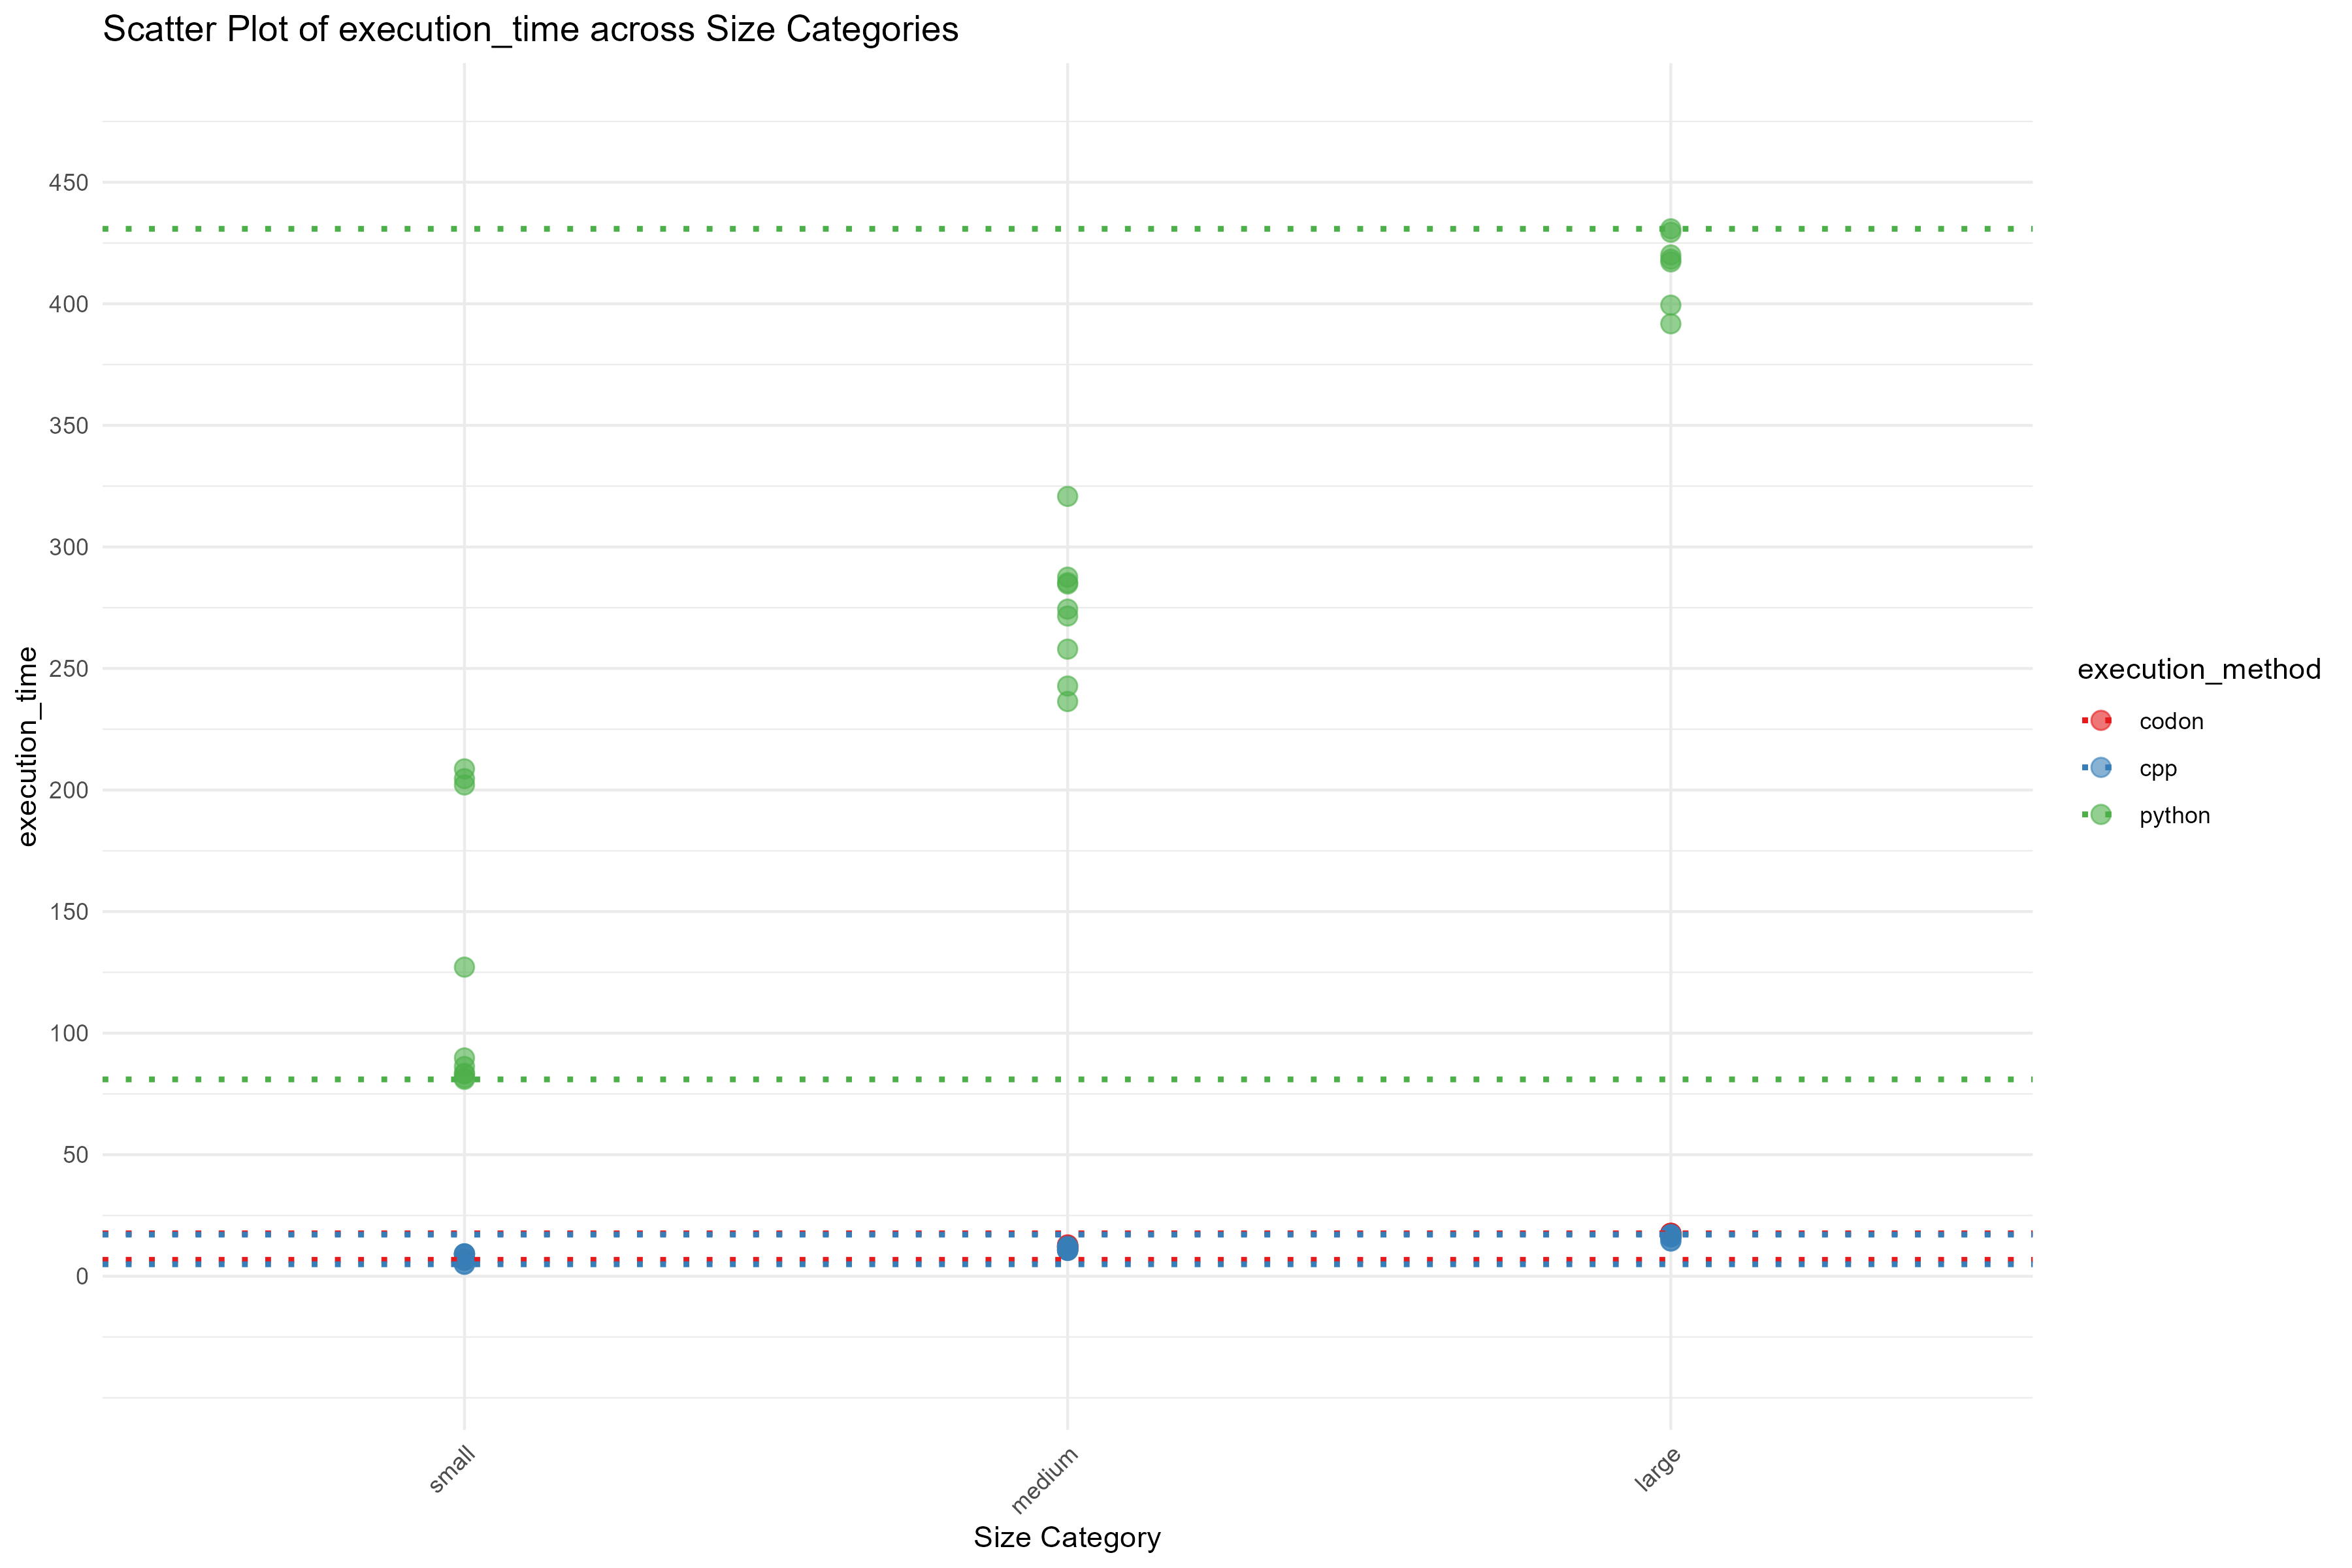 Scatter Plot of execution_time across Size Categories
execution_time
450
400
350
300
250
200
150
100
50
0
small
medium
large
Size Category
execution_method
codon
cpp
python